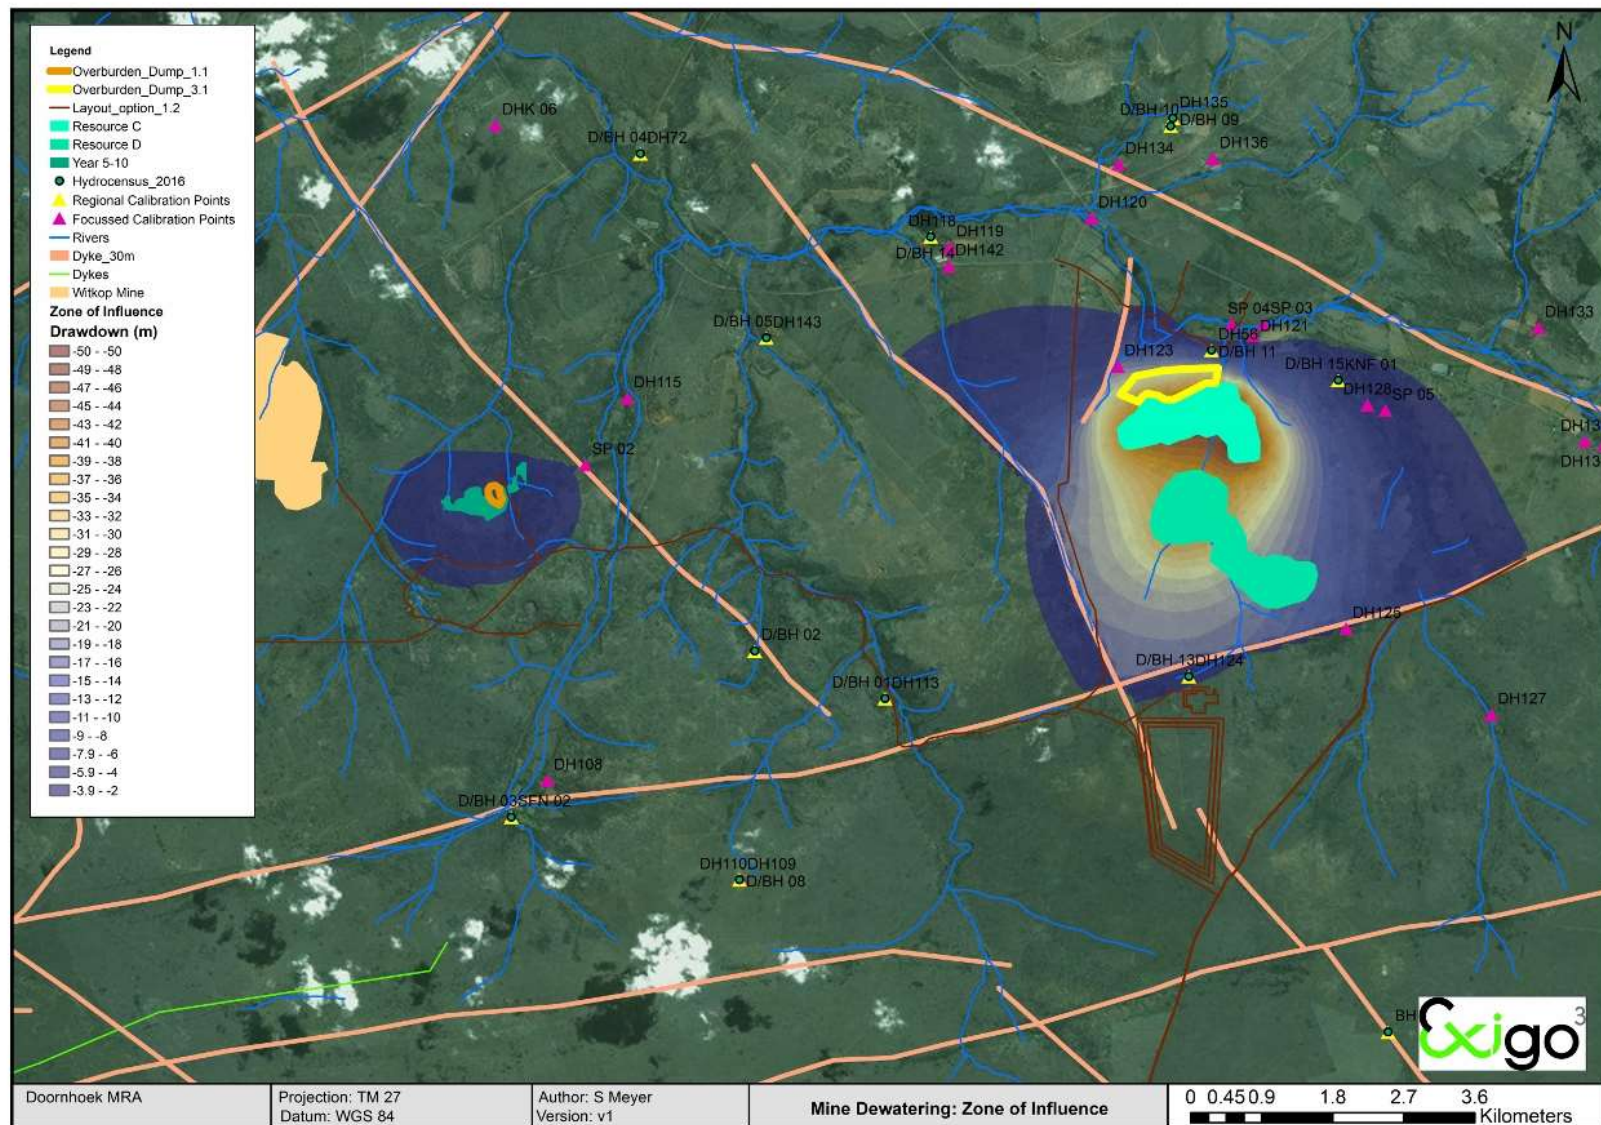 Legend
Overburden_Dump_1.1
Overburden_Dump_3.1
Layout_option_1.2
Resource C
Resource D
Year 5-10
Hydrocensus_2016
Regional Calibration Points
Focussed Calibration Points
Rivers
Dyke_30m
Dykes
Witkop Mine
Zone of Influence
Drawdown (m)
-50 - -50
-49 - -48
-47 - -46
-45 - -44
-43 - -42
-41 - -40
-39 - -38
-37 - -36
-35 - -34
-33 - -32
-31 - -30
-29 - -28
-27 - -26
-25 - -24
-23 - -22
-21 - -20
-19 - -18
-17 - -16
-15 - -14
-13 - -12
-11 - -10
-9 - -8
-7.9 - -6
-5.9 - -4
-3.9 - -2
N
DHK 06
D/BH 04DH72
D/BH 10
DH135
D/BH 09
DH134
DH136
DH120
DH118
DH119
D/BH 14
DH142
SP 04SP 03
DH121
DH56
D/BH 11
DH133
D/BH 05DH143
DH123
D/BH 15KNF 01
DH128
SP 05
DH115
DH13
DH13
SP 02
DH126
D/BH 02
D/BH 13DH124
D/BH 01DH113
DH127
DH108
D/BH 03SFN 02
DH110DH109
D/BH 08
BH
3
Exigo
Doornhoek MRA
Projection: TM 27
Datum: WGS 84
Author: S Meyer
Version: v1
Mine Dewatering: Zone of Influence
0 0.45 0.9 1.8 2.7 3.6
Kilometers